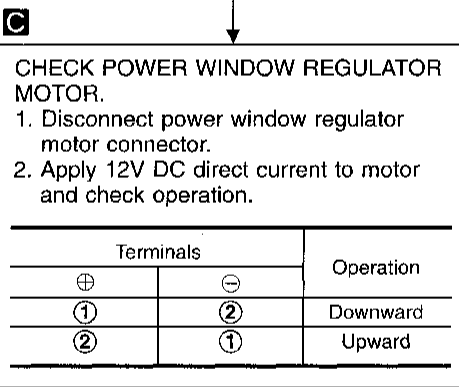 C
CHECK POWER WINDOW REGULATOR
MOTOR.
1. Disconnect power window regulator
motor connector.
2. Apply 12V DC direct current to motor
and check operation.
Terminals
Operation
⊕ ⊖
① ② Downward
② ① Upward